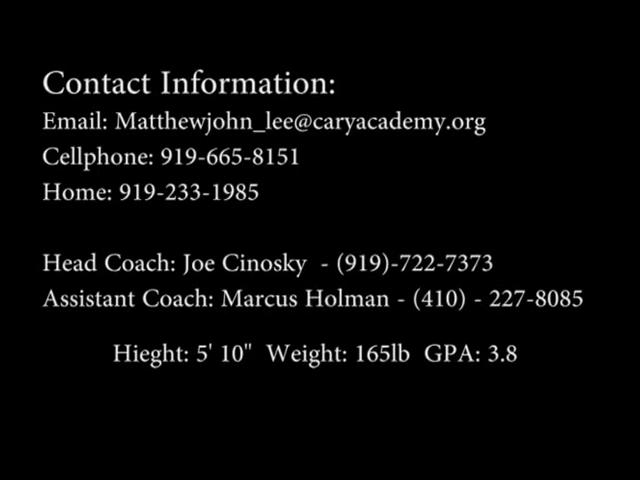 Contact Information:
Email: Matthewjohn_lee@caryacademy.org
Cellphone: 919-665-8151
Home: 919-233-1985
Head Coach: Joe Cinosky - (919)-722-7373
Assistant Coach: Marcus Holman - (410) - 227-8085
Hieght: 5' 10" Weight: 165lb GPA: 3.8